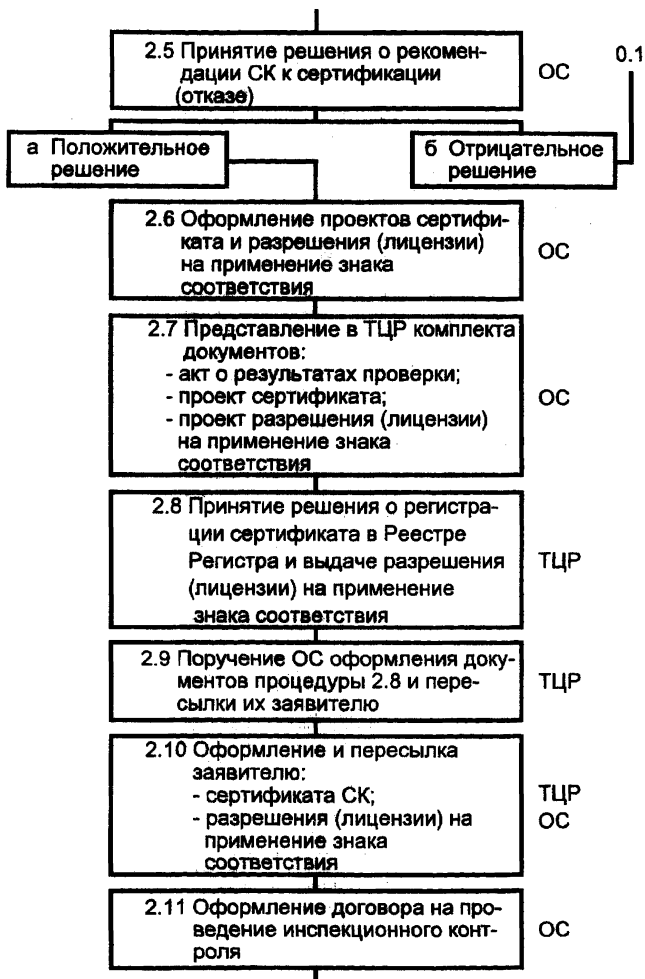 2.5 Принятие решения о рекомен-
дации СК к сертификации
(отказе)
ОС
0.1
а Положительное
решение
б Отрицательное
решение
2.6 Оформление проектов сертифи-
ката и разрешения (лицензии)
на применение знака
соответствия
ОС
2.7 Представление в ТЦР комплекта
документов:
- акт о результатах проверки;
- проект сертификата;
- проект разрешения (лицензии)
на применение знака
соответствия
ОС
2.8 Принятие решения о регистра-
ции сертификата в Реестре
Регистра и выдаче разрешения
(лицензии) на применение
знака соответствия
ТЦР
2.9 Поручение ОС оформления доку-
ментов процедуры 2.8 и пере-
сылки их заявителю
ТЦР
2.10 Оформление и пересылка
заявителю:
- сертификата СК;
- разрешения (лицензии) на
применение знака
соответствия
ТЦР
ОС
2.11 Оформление договора на про-
ведение инспекционного конт-
роля
ОС